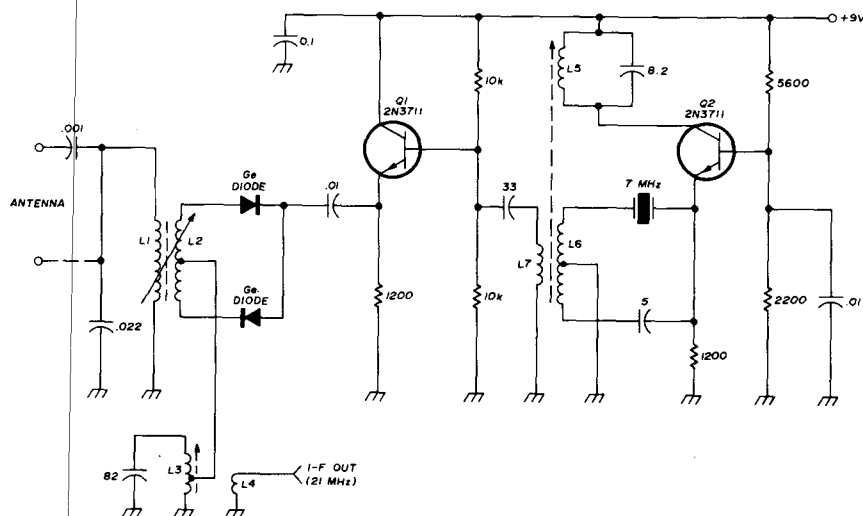 +9V
0.1
L5
8.2
10k
5600
Q1
2N3711
Q2
2N3711
.001
Ge
DIODE
.01
33
7 MHz
ANTENNA
L1
L2
L6
L7
Ge
DIODE
1200
10k
5
2200
.01
.022
1200
82
L3
L4
I-F OUT
(21 MHz)